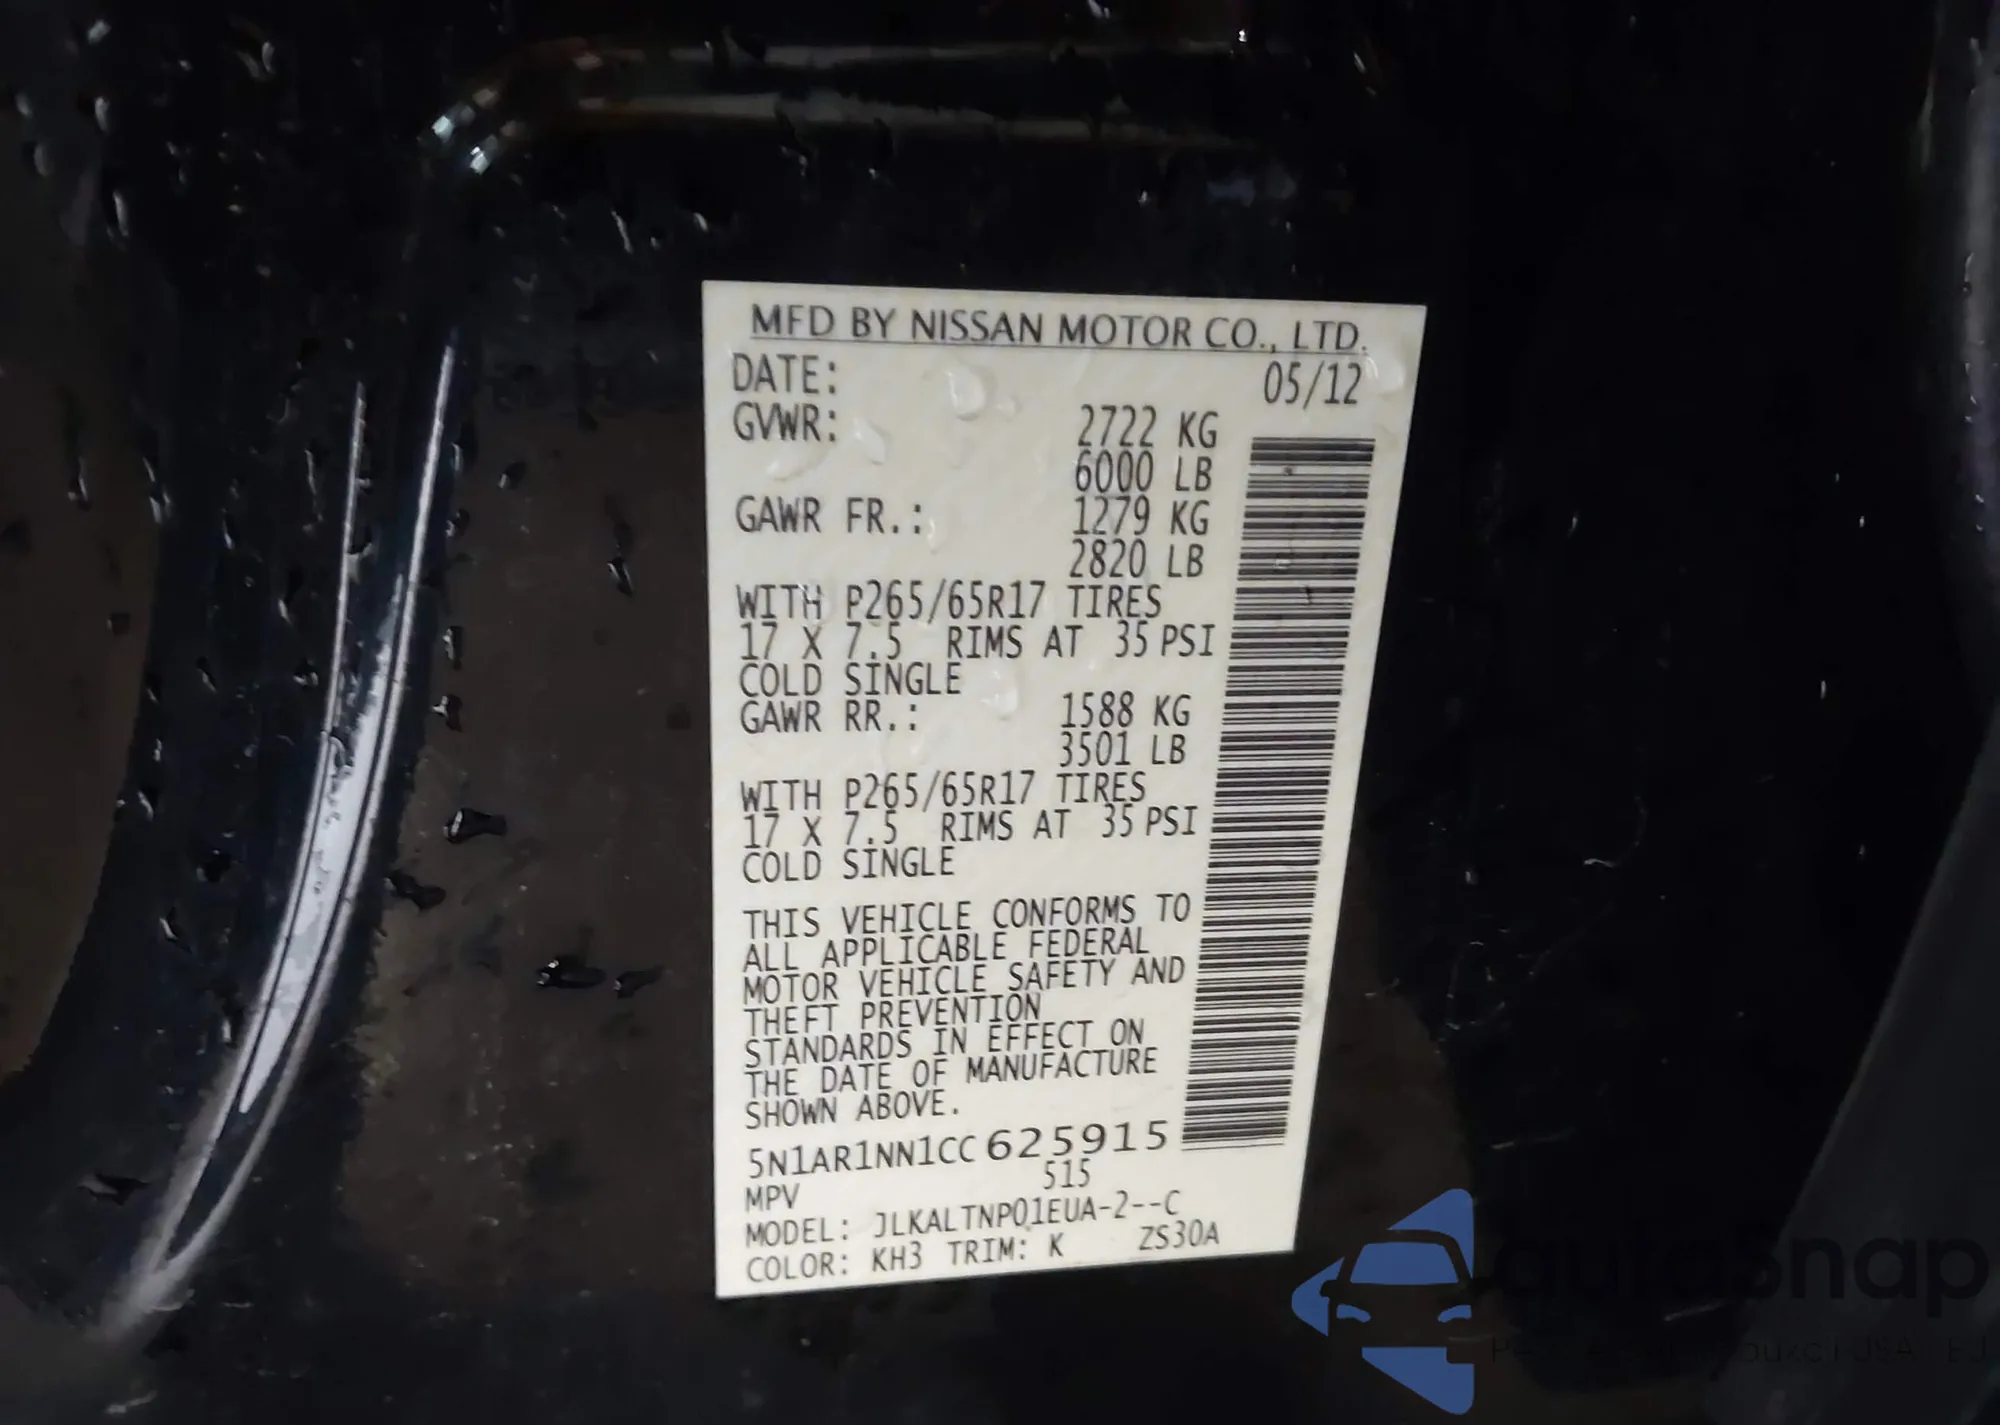 MFD BY NISSAN MOTOR CO., LTD.
DATE: 05/12
GVWR: 2722 KG
6000 LB
GAWR FR.: 1279 KG
2820 LB
WITH P265/65R17 TIRES
17 X 7.5 RIMS AT 35 PSI
COLD SINGLE
GAWR RR.: 1588 KG
3501 LB
WITH P265/65R17 TIRES
17 X 7.5 RIMS AT 35 PSI
COLD SINGLE
THIS VEHICLE CONFORMS TO
ALL APPLICABLE FEDERAL
MOTOR VEHICLE SAFETY AND
THEFT PREVENTION
STANDARDS IN EFFECT ON
THE DATE OF MANUFACTURE
SHOWN ABOVE.
5N1AR1NN1CC625915
515
MPV
MODEL: JLKALTNP01EUA-2--C
COLOR: KH3 TRIM: K ZS30A
autoSnap